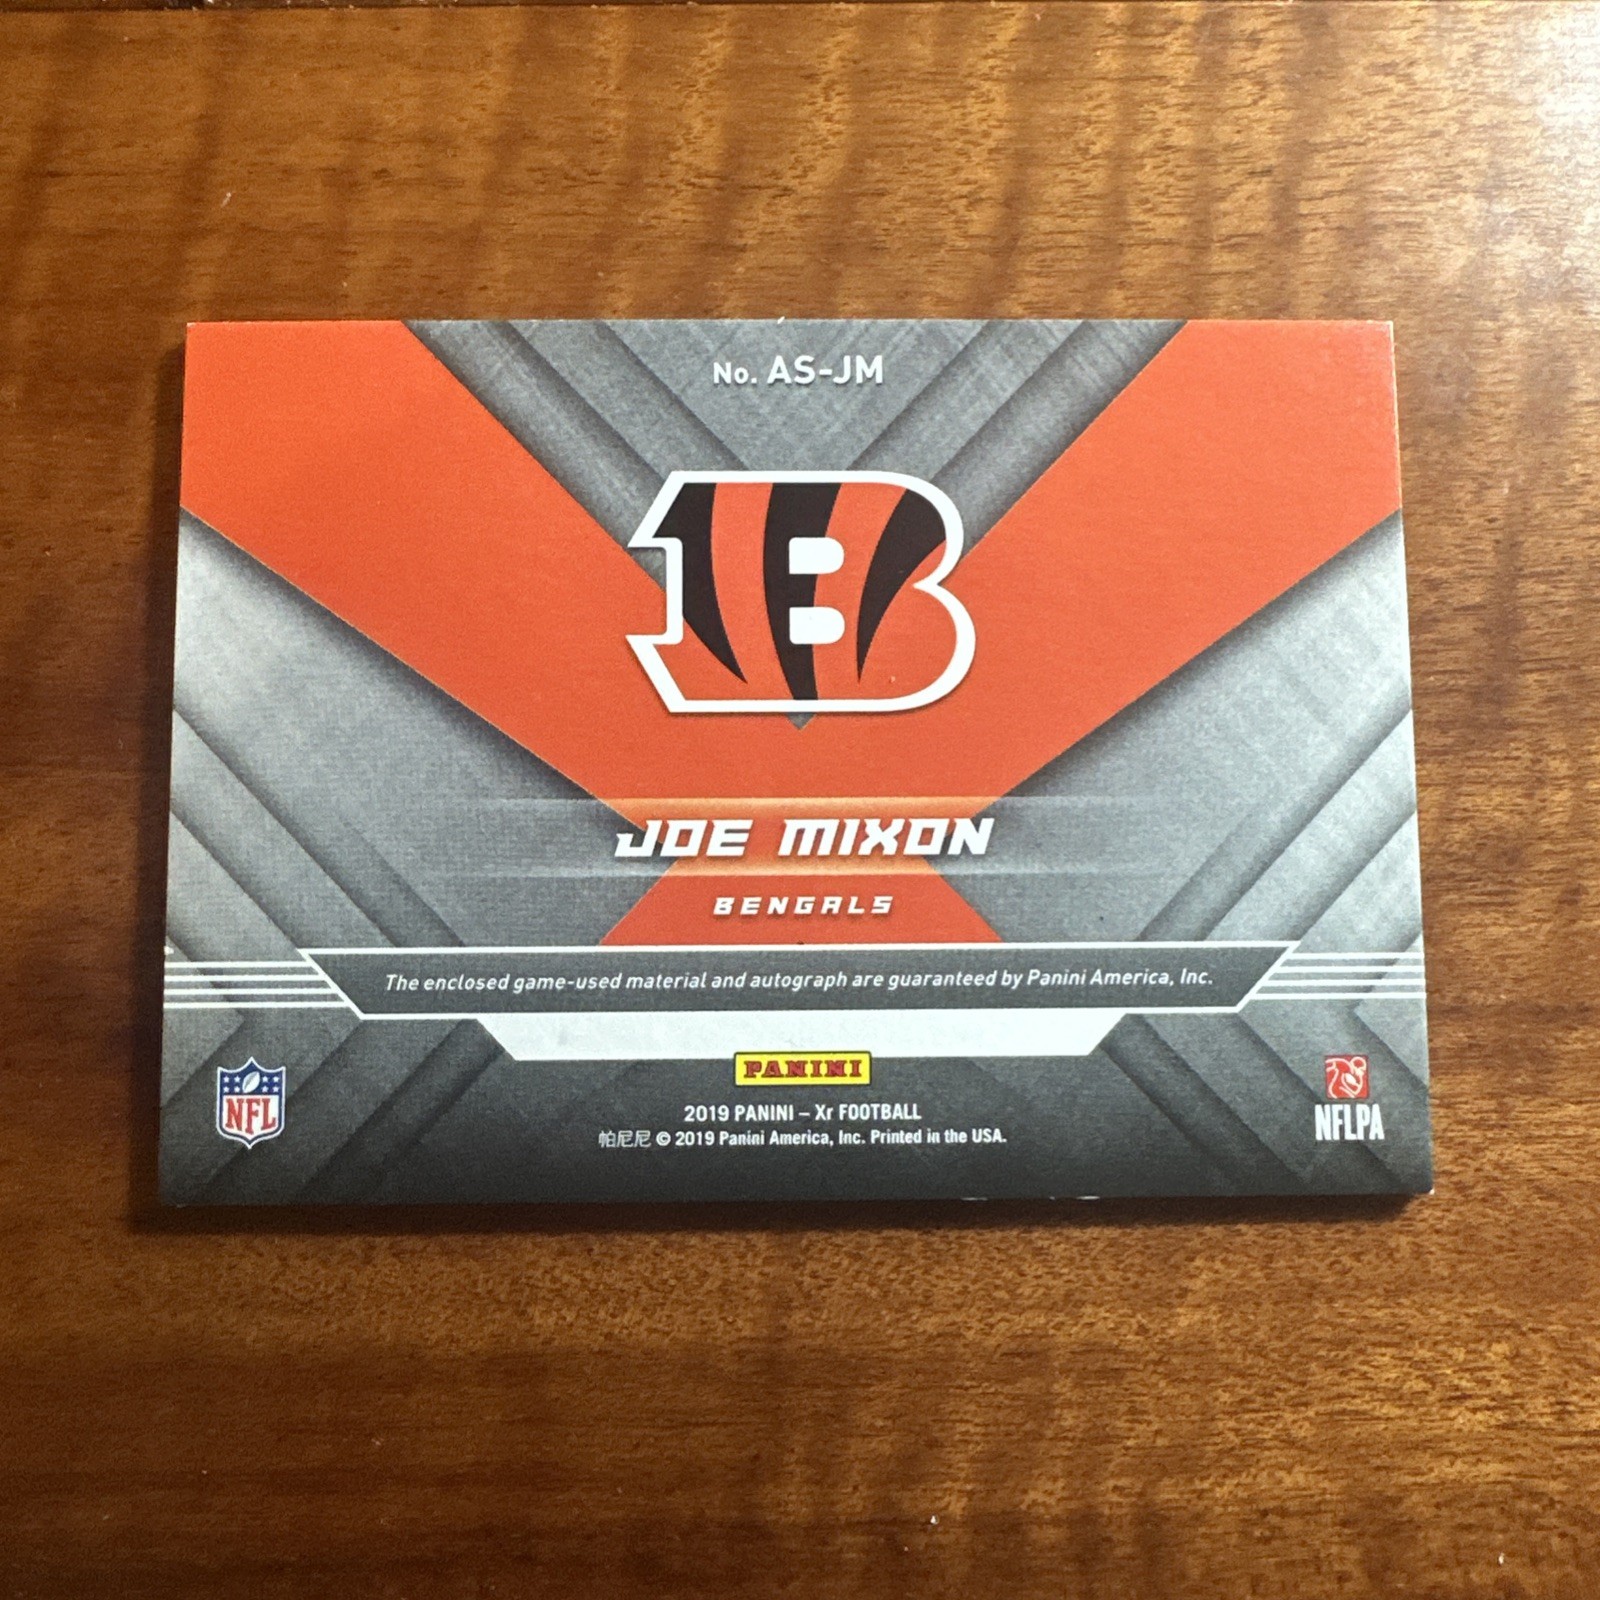 No. AS-JM
B
JOE MIXON
BENGALS
The enclosed game-used material and autograph are guaranteed by Panini America, Inc.
PANINI
NFL
2019 PANINI – Xr FOOTBALL
帕尼尼 © 2019 Panini America, Inc. Printed in the USA.
NFLPA